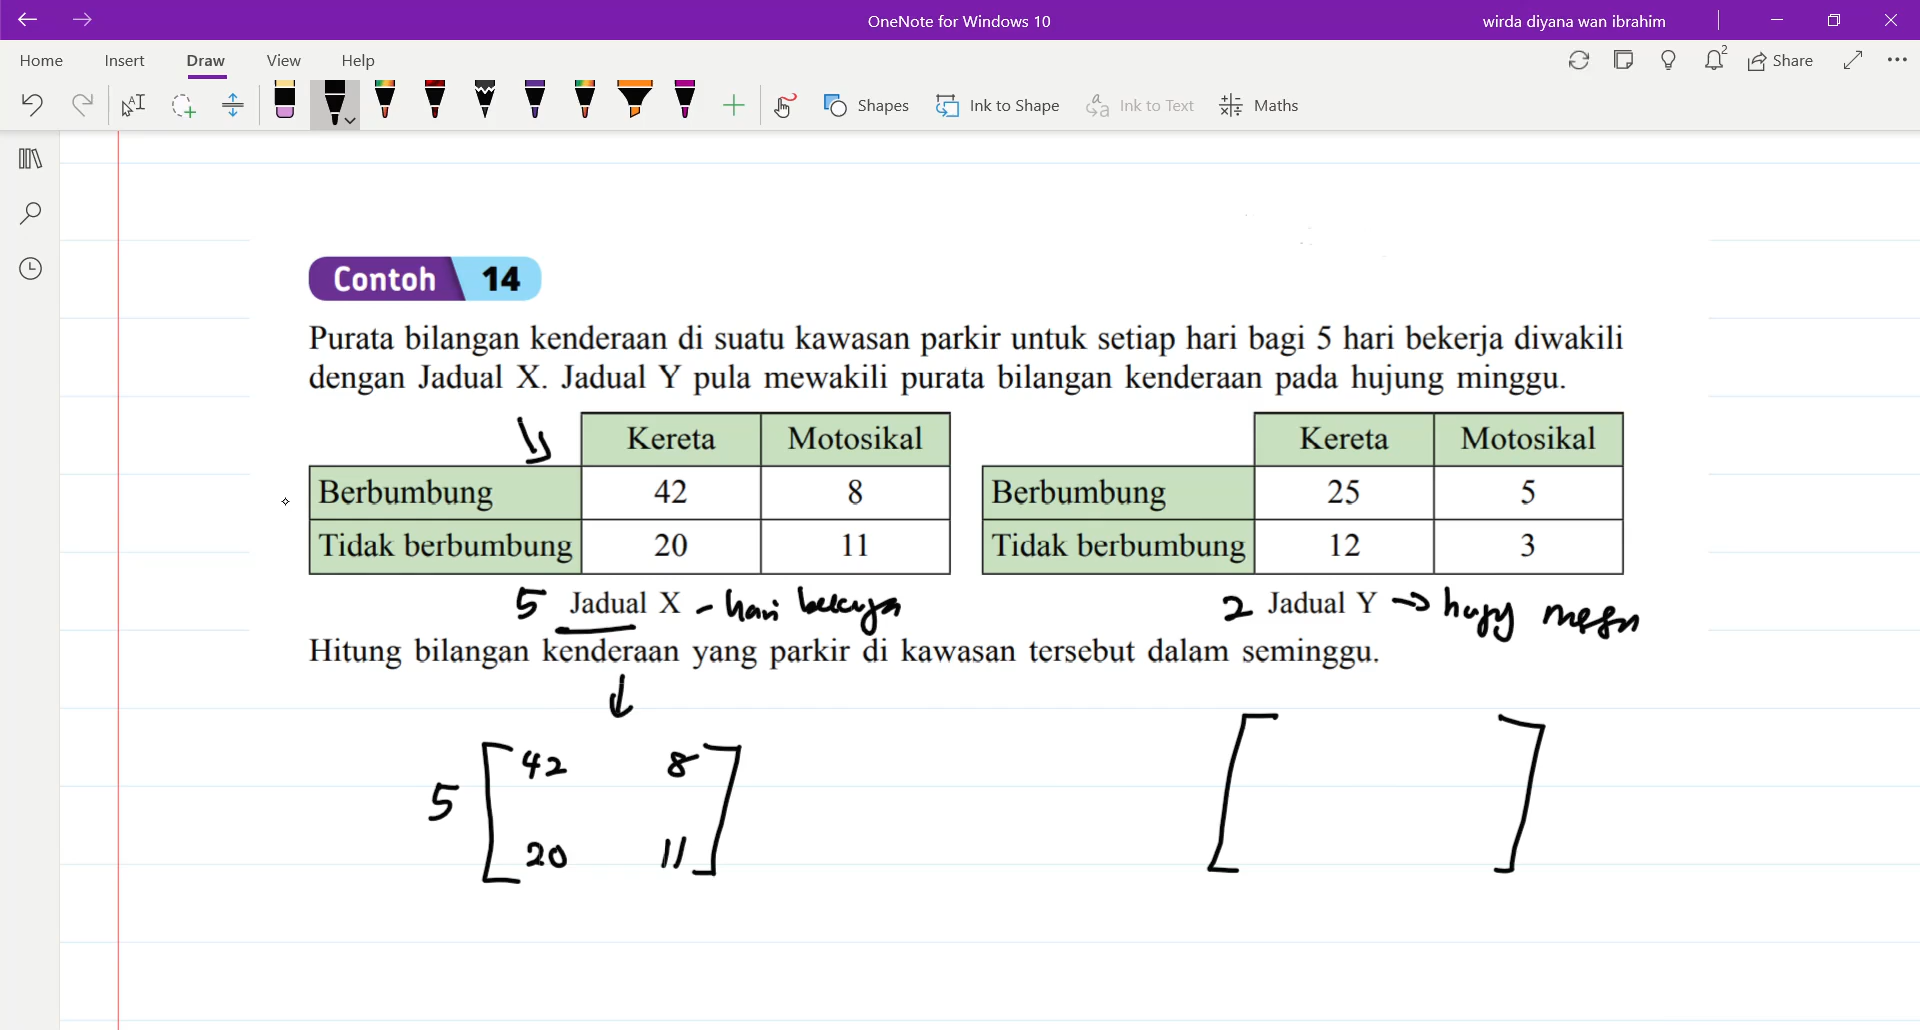 OneNote for Windows 10
wirda diyana wan ibrahim
Home Insert Draw View Help
2 Share
Shapes Ink to Shape Ink to Text Maths
Contoh 14
Purata bilangan kenderaan di suatu kawasan parkir untuk setiap hari bagi 5 hari bekerja diwakili
dengan Jadual X. Jadual Y pula mewakili purata bilangan kenderaan pada hujung minggu.
Kereta Motosikal
Berbumbung 42 8
Tidak berbumbung 20 11
5 Jadual X - hari bekerja
Kereta Motosikal
Berbumbung 25 5
Tidak berbumbung 12 3
2 Jadual Y →
Hitung bilangan kenderaan yang parkir di kawasan tersebut dalam seminggu.
↓
5 [ 42 8
20 11 ]
[ ]